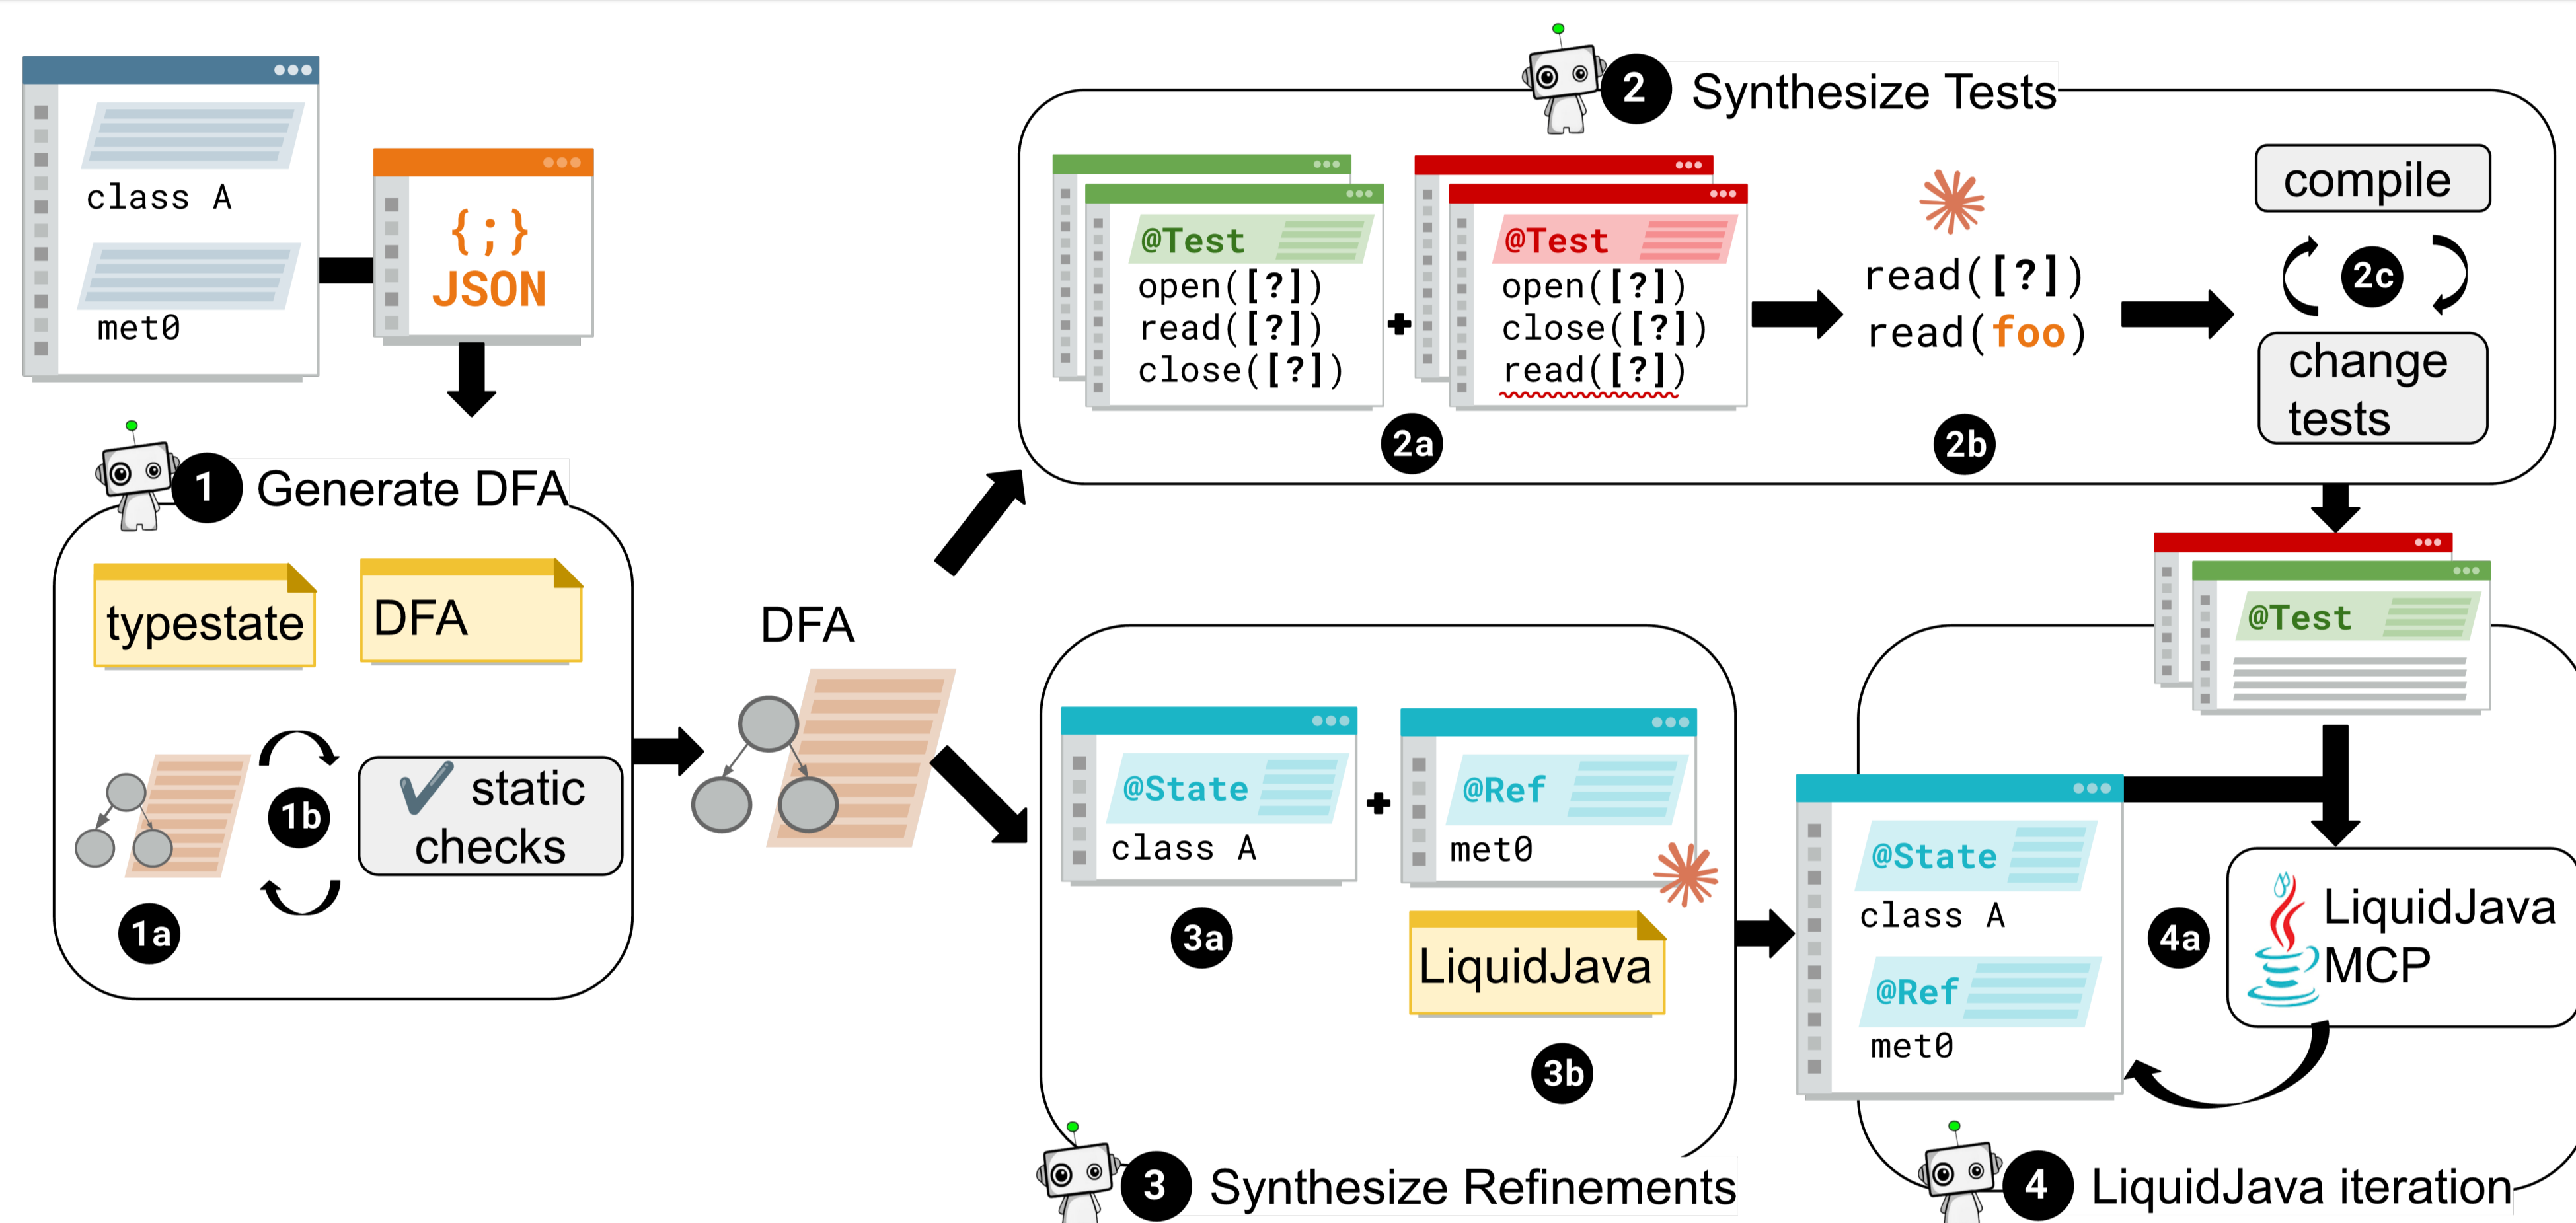 class A
met0
{;}
JSON
1 Generate DFA
typestate
DFA
1a
1b
static
checks
DFA
2 Synthesize Tests
@Test
open([?])
read([?])
close([?])
@Test
open([?])
close([?])
read([?])
2a
read([?])
read(foo)
2b
compile
2c
change
tests
@State
class A
3a
@Ref
met0
LiquidJava
3b
3 Synthesize Refinements
@Test
@State
class A
@Ref
met0
4a
LiquidJava
MCP
4 LiquidJava iteration